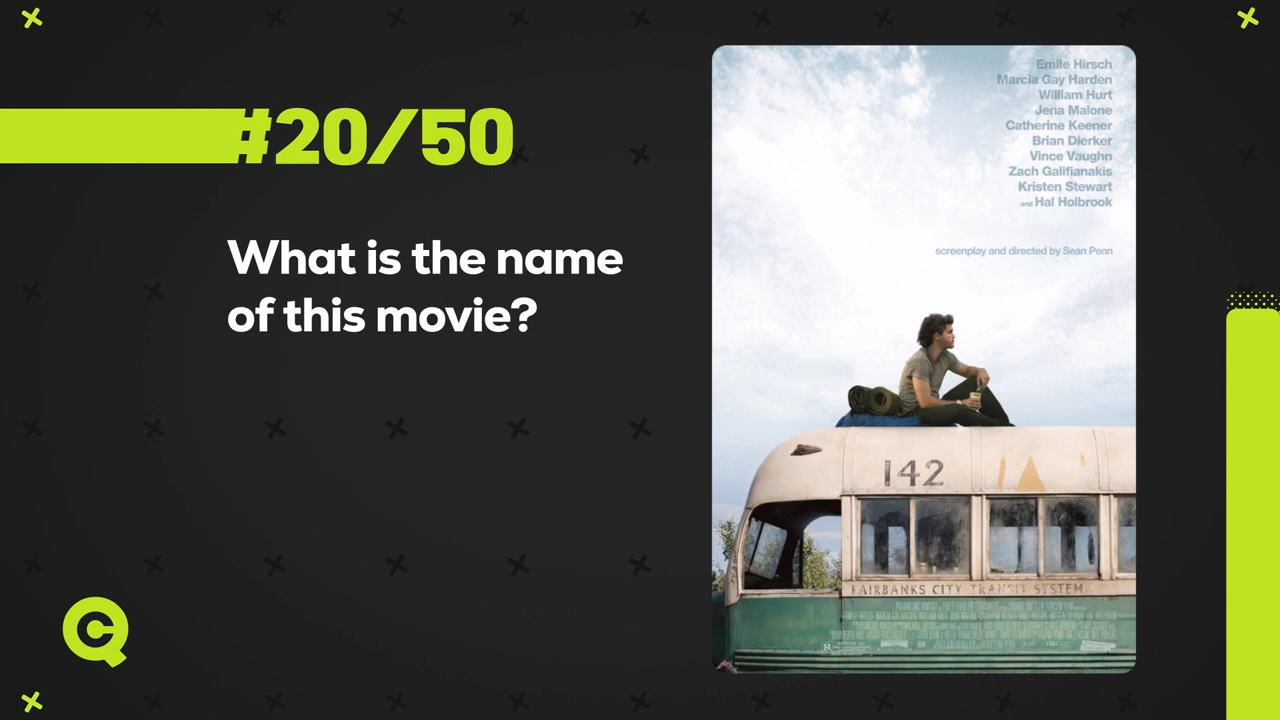 #20/50
What is the name
of this movie?
Emile Hirsch
Marcia Gay Harden
William Hurt
Jena Malone
Catherine Keener
Brian Dierker
Vince Vaughn
Zach Galifianakis
Kristen Stewart
and Hal Holbrook
screenplay and directed by Sean Penn
142
FAIRBANKS CITY TRANSIT SYSTEM
R